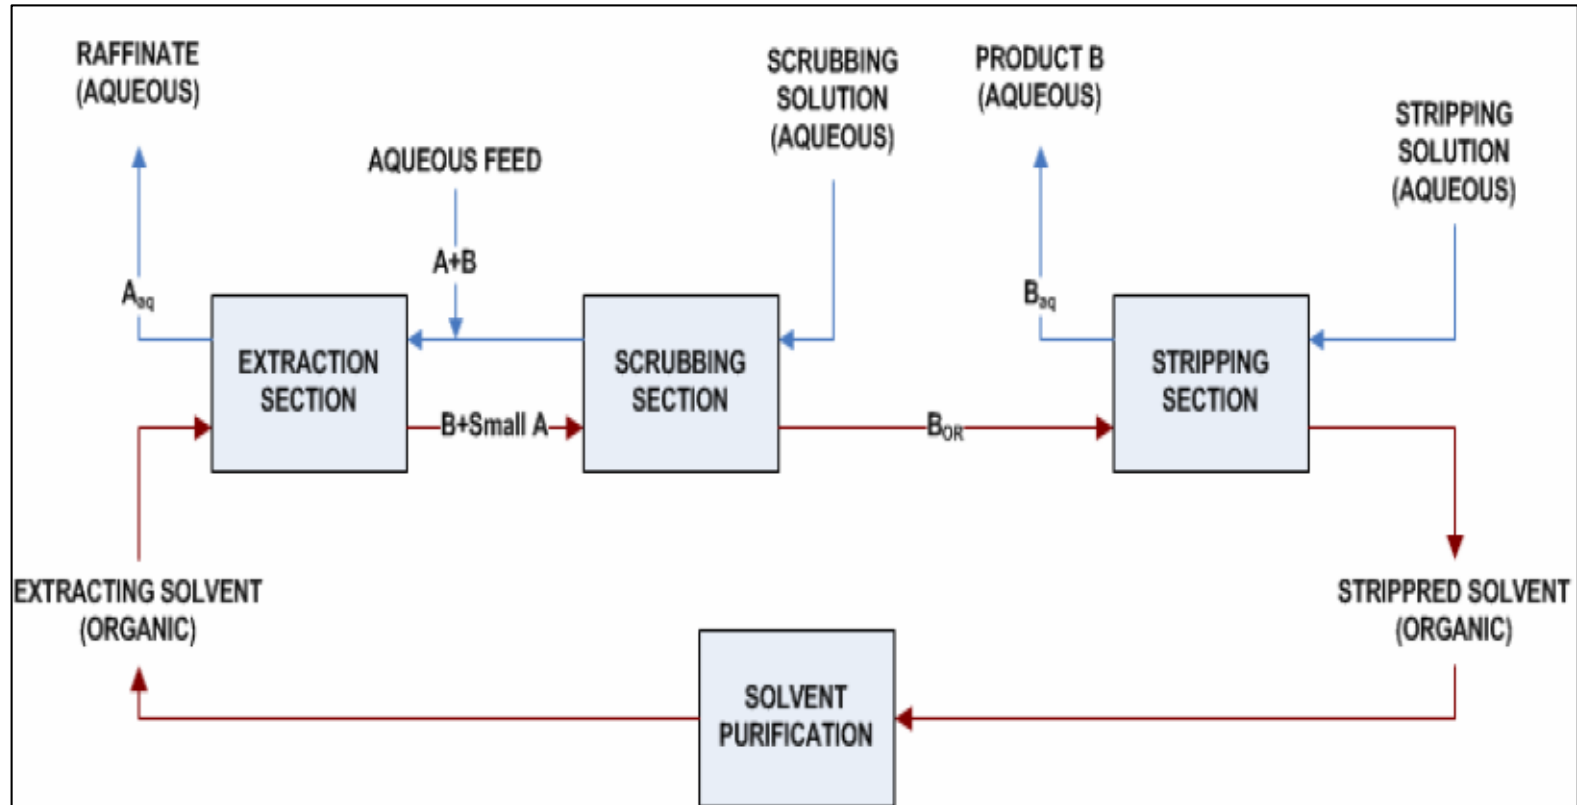 RAFFINATE
(AQUEOUS)
AQUEOUS FEED
SCRUBBING
SOLUTION
(AQUEOUS)
PRODUCT B
(AQUEOUS)
STRIPPING
SOLUTION
(AQUEOUS)
Aaq
A+B
Baq
EXTRACTION
SECTION
SCRUBBING
SECTION
STRIPPING
SECTION
B+Small A
BOR
EXTRACTING SOLVENT
(ORGANIC)
STRIPPRED SOLVENT
(ORGANIC)
SOLVENT
PURIFICATION